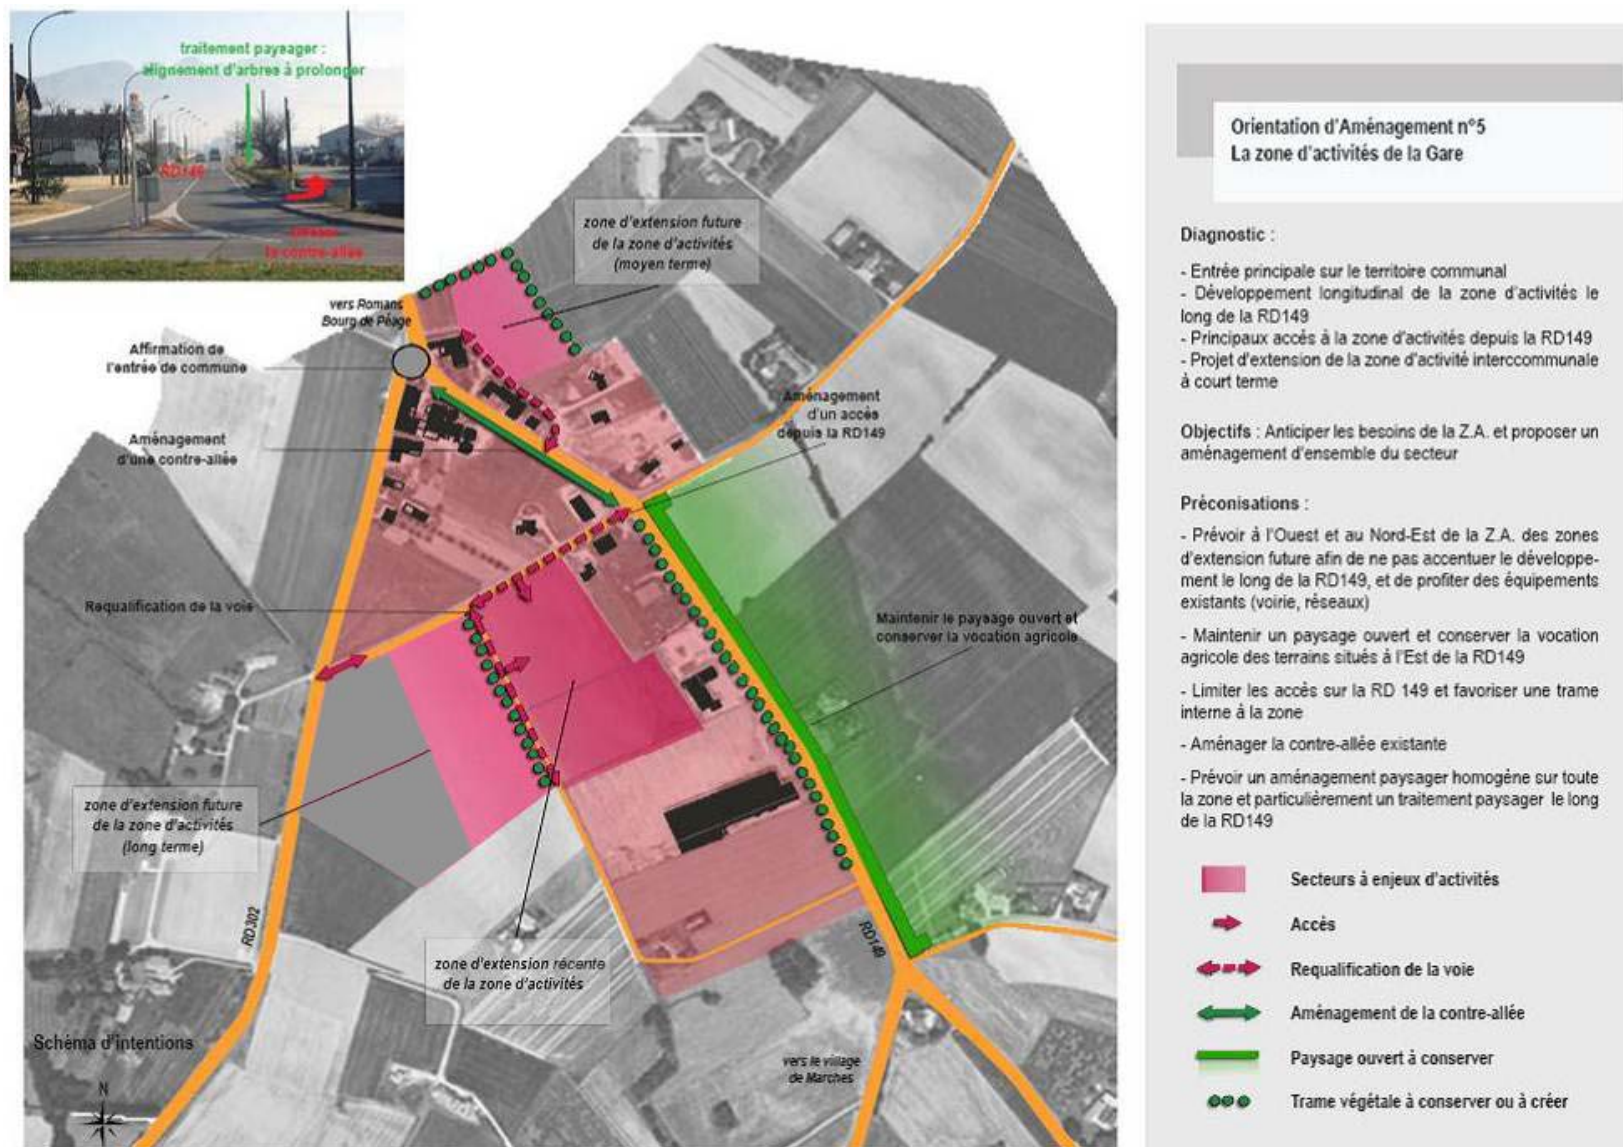 traitement paysager :
alignement d'arbres à prolonger
RD149
la contre-allée
vers Romans
Bourg de Péage
Affirmation de
l'entrée de commune
Aménagement
d'une contre-allée
Requalification de la voie
zone d'extension future
de la zone d'activités
(moyen terme)
Aménagement
d'un accès
depuis la RD149
Maintenir le paysage ouvert et
conserver la vocation agricole
zone d'extension future
de la zone d'activités
(long terme)
zone d'extension récente
de la zone d'activités
RD302
RD149
vers le village
de Marches
Schéma d'intentions
N
Orientation d'Aménagement n°5
La zone d'activités de la Gare
Diagnostic :
- Entrée principale sur le territoire communal
- Développement longitudinal de la zone d'activités le
long de la RD149
- Principaux accès à la zone d'activités depuis la RD149
- Projet d'extension de la zone d'activité interccommunale
à court terme
Objectifs : Anticiper les besoins de la Z.A. et proposer un
aménagement d'ensemble du secteur
Préconisations :
- Prévoir à l'Ouest et au Nord-Est de la Z.A. des zones
d'extension future afin de ne pas accentuer le développe-
ment le long de la RD149, et de profiter des équipements
existants (voirie, réseaux)
- Maintenir un paysage ouvert et conserver la vocation
agricole des terrains situés à l'Est de la RD149
- Limiter les accès sur la RD 149 et favoriser une trame
interne à la zone
- Aménager la contre-allée existante
- Prévoir un aménagement paysager homogène sur toute
la zone et particulièrement un traitement paysager le long
de la RD149
Secteurs à enjeux d'activités
Accès
Requalification de la voie
Aménagement de la contre-allée
Paysage ouvert à conserver
Trame végétale à conserver ou à créer